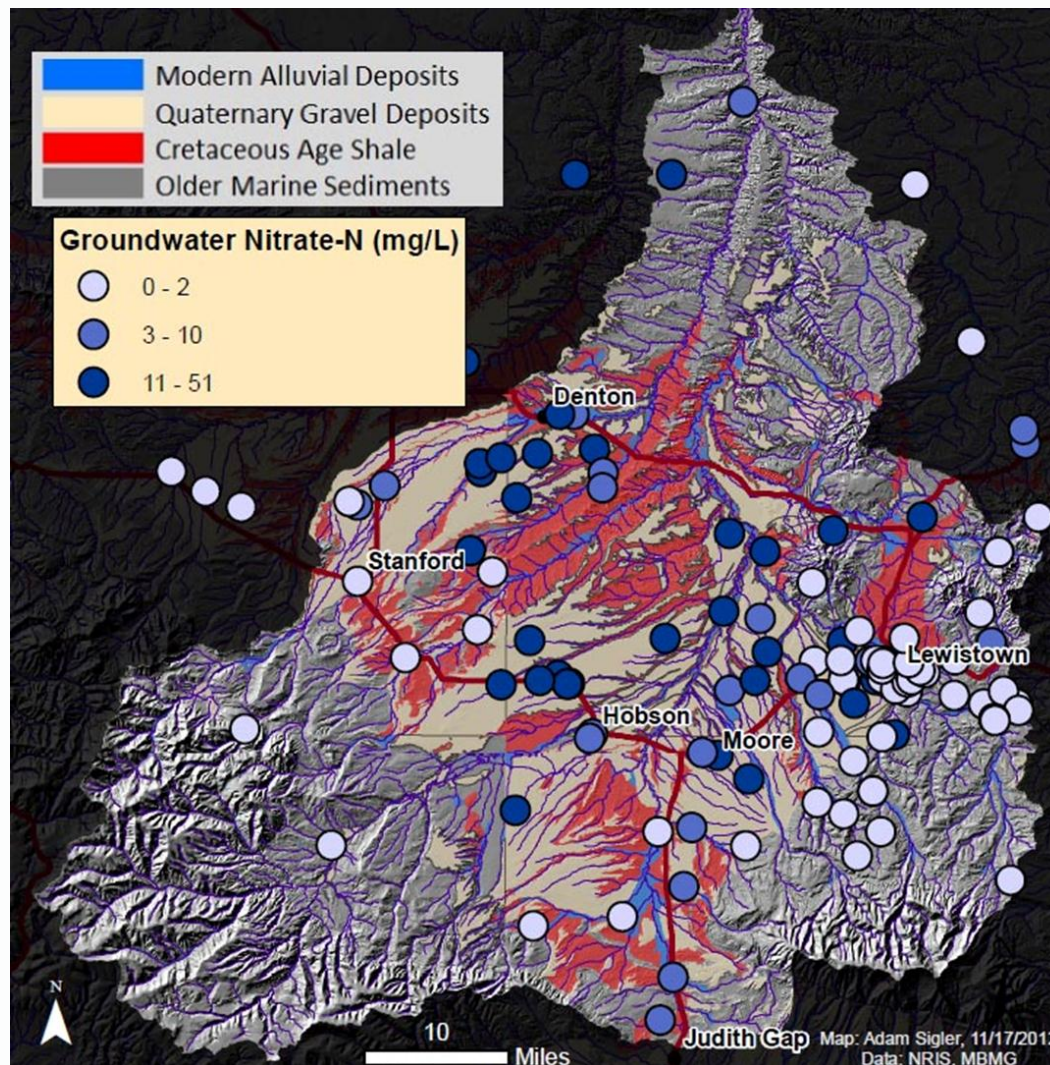 Modern Alluvial Deposits
Quaternary Gravel Deposits
Cretaceous Age Shale
Older Marine Sediments
Groundwater Nitrate-N (mg/L)
0 - 2
3 - 10
11 - 51
Denton
Stanford
Lewistown
Hobson
Moore
N
10
Miles
Judith Gap
Map: Adam Sigler, 11/17/201
Data: NRIS, MBMG